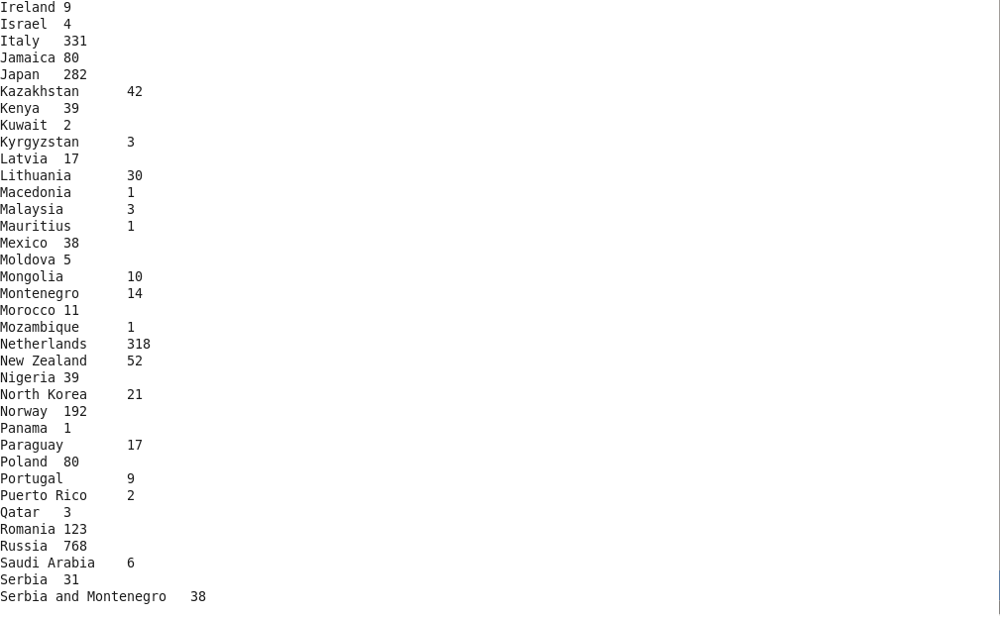 Ireland 9
Israel 4
Italy 331
Jamaica 80
Japan 282
Kazakhstan 42
Kenya 39
Kuwait 2
Kyrgyzstan 3
Latvia 17
Lithuania 30
Macedonia 1
Malaysia 3
Mauritius 1
Mexico 38
Moldova 5
Mongolia 10
Montenegro 14
Morocco 11
Mozambique 1
Netherlands 318
New Zealand 52
Nigeria 39
North Korea 21
Norway 192
Panama 1
Paraguay 17
Poland 80
Portugal 9
Puerto Rico 2
Qatar 3
Romania 123
Russia 768
Saudi Arabia 6
Serbia 31
Serbia and Montenegro 38